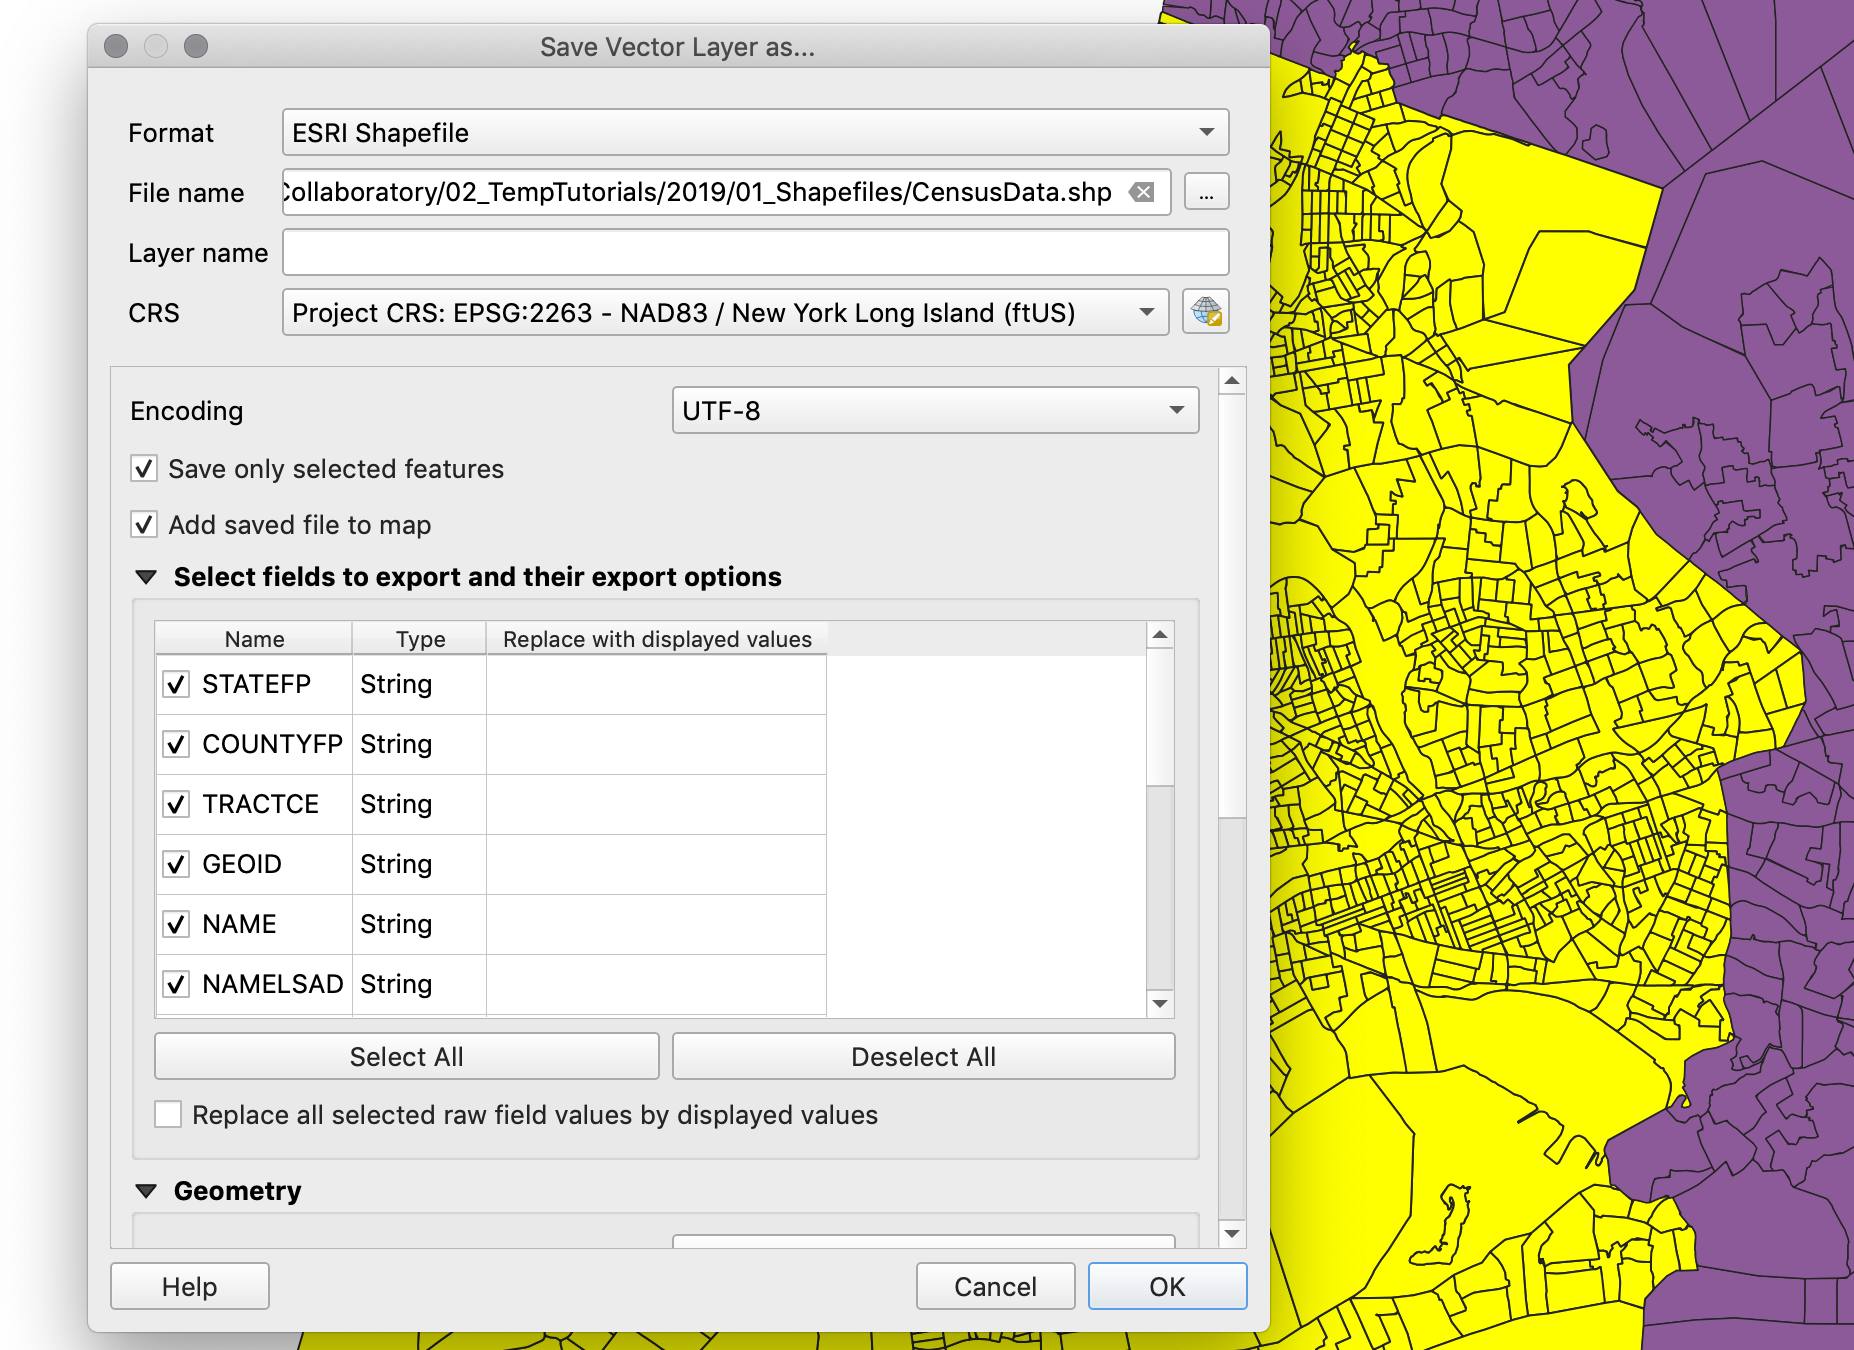 Save Vector Layer as...
Format ESRI Shapefile
File name Collaboratory/02_TempTutorials/2019/01_Shapefiles/CensusData.shp ...
Layer name
CRS Project CRS: EPSG:2263 - NAD83 / New York Long Island (ftUS)
Encoding UTF-8
Save only selected features
Add saved file to map
Select fields to export and their export options
Name Type Replace with displayed values
STATEFP String
COUNTYFP String
TRACTCE String
GEOID String
NAME String
NAMELSAD String
Select All Deselect All
Replace all selected raw field values by displayed values
Geometry
Help Cancel OK